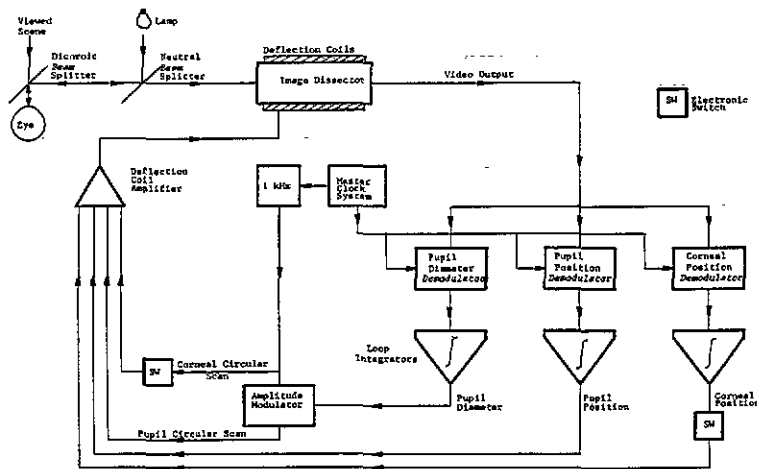 Viewed
Scene
Lamp
Dichroic
Beam
Splitter
Neutral
Beam
Splitter
Deflection Coils
Image Dissector
Video Output
SW
Electronic
Switch
Eye
Deflection
Coil
Amplifier
1 kHz
Master
Clock
System
Pupil
Diameter
Demodulator
Pupil
Position
Demodulator
Corneal
Position
Demodulator
Loop
Integrators
∫
∫
∫
SW
Corneal Circular
Scan
Amplitude
Modulator
Pupil
Diameter
Pupil
Position
Corneal
Position
SW
Pupil Circular Scan